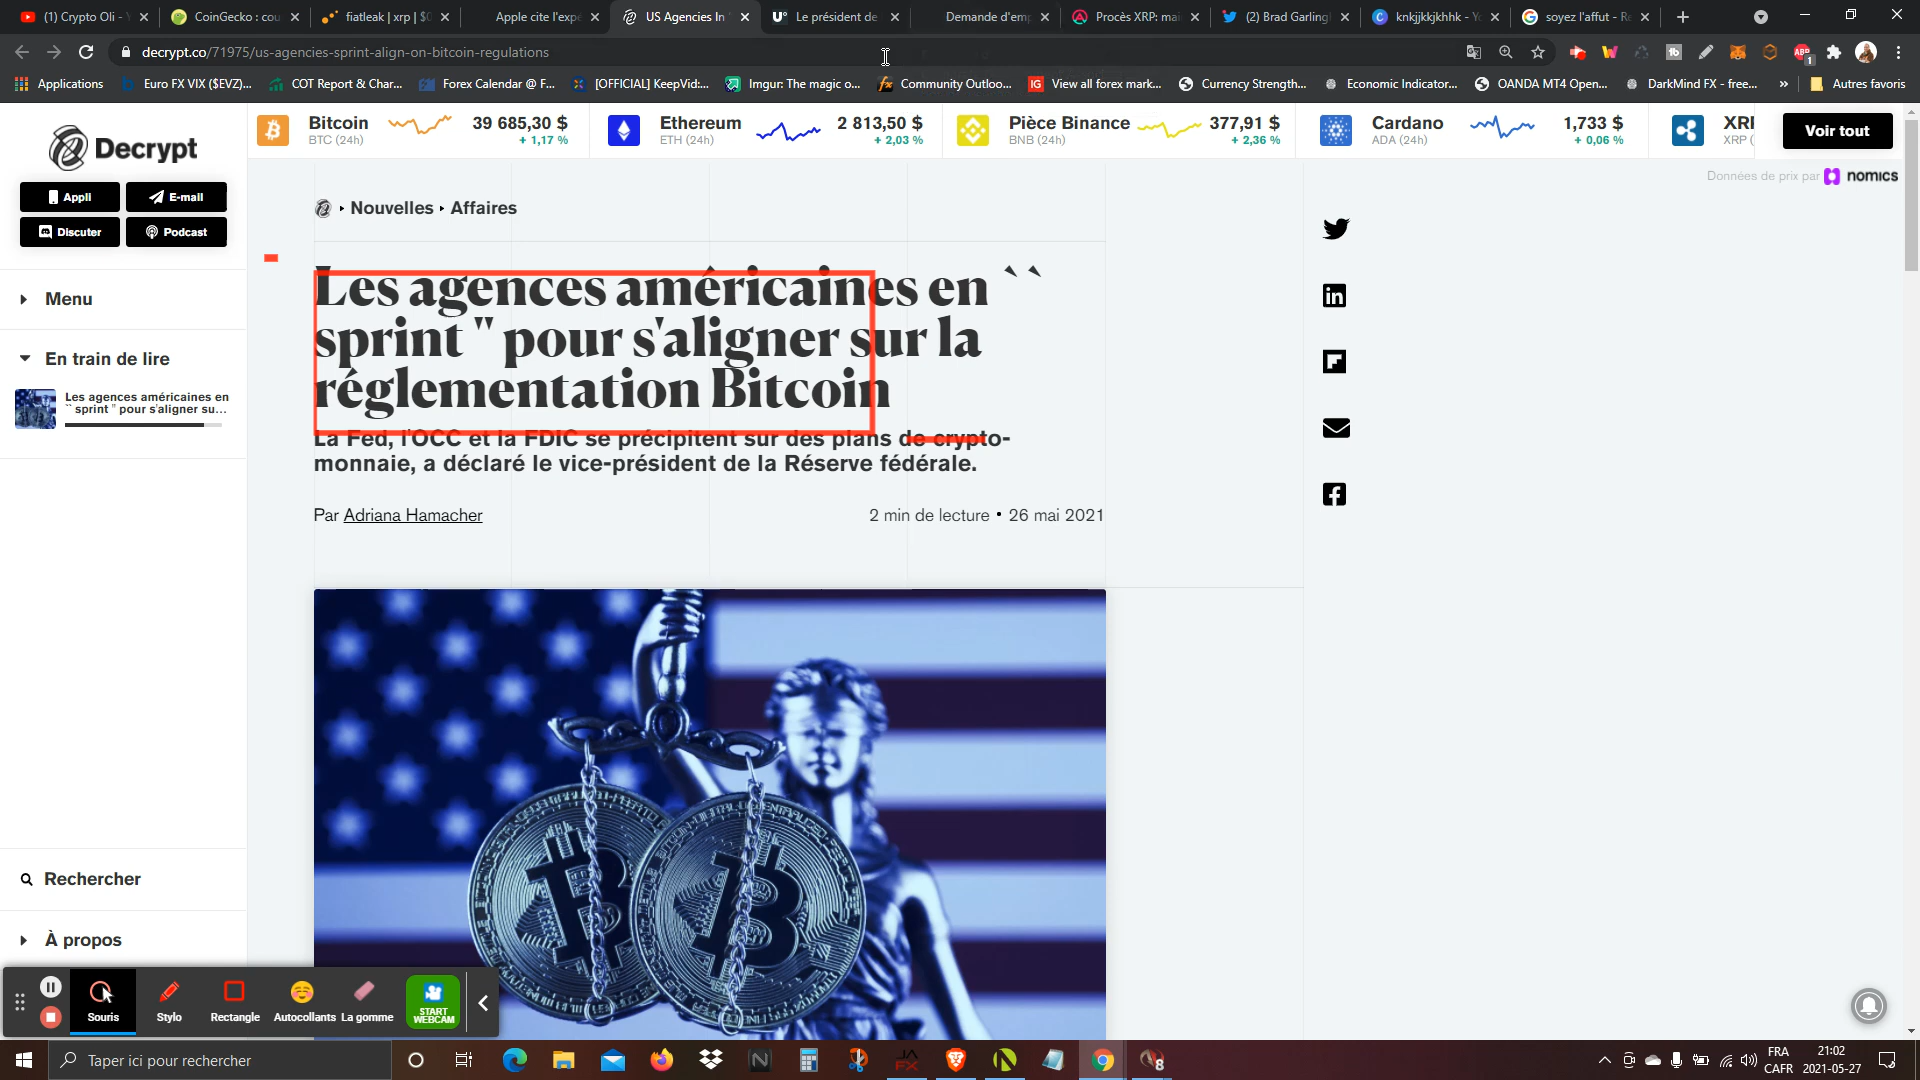 (1) Crypto Oli - Y
CoinGecko : cou
fiatleak | xrp | $0
Apple cite l'expé
US Agencies In '
Le président de
Demande d'em
Procès XRP: mai
(2) Brad Garling
knkjjkkjkhhk - Yo
soyez l'affut - Re
decrypt.co/71975/us-agencies-sprint-align-on-bitcoin-regulations
Applications
Euro FX VIX ($EVZ)...
COT Report & Char...
Forex Calendar @ F...
[OFFICIAL] KeepVid:...
Imgur: The magic o...
Community Outloo...
View all forex mark...
Currency Strength...
Economic Indicator...
OANDA MT4 Open...
DarkMind FX - free...
»
Autres favoris
Decrypt
Appli
E-mail
Discuter
Podcast
Menu
En train de lire
Les agences américaines en
`` sprint '' pour s'aligner su...
Rechercher
À propos
Bitcoin
BTC (24h)
39 685,30 $
+ 1,17 %
Ethereum
ETH (24h)
2 813,50 $
+ 2,03 %
Pièce Binance
BNB (24h)
377,91 $
+ 2,36 %
Cardano
ADA (24h)
1,733 $
+ 0,06 %
XRP (
Voir tout
Données de prix par nomics
Nouvelles
Affaires
Les agences américaines en ``
sprint '' pour s'aligner sur la
réglementation Bitcoin
La Fed, l'OCC et la FDIC se précipitent sur des plans de crypto-
monnaie, a déclaré le vice-président de la Réserve fédérale.
Par Adriana Hamacher
2 min de lecture • 26 mai 2021
Souris
Stylo
Rectangle
Autocollants
La gomme
START
WEBCAM
Taper ici pour rechercher
FRA
CAFR
21:02
2021-05-27